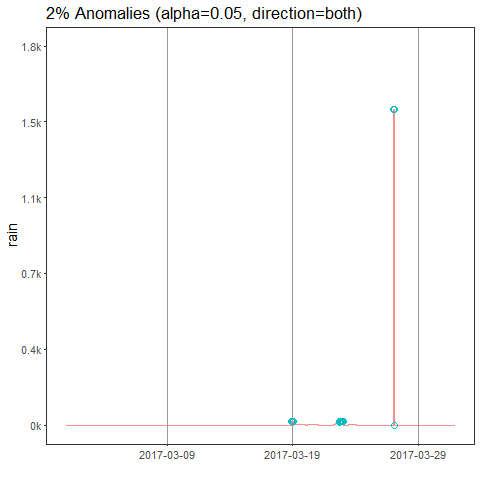 2% Anomalies (alpha=0.05, direction=both)
1.8k
1.5k
1.1k
0.7k
0.4k
0k
rain
2017-03-09 2017-03-19 2017-03-29